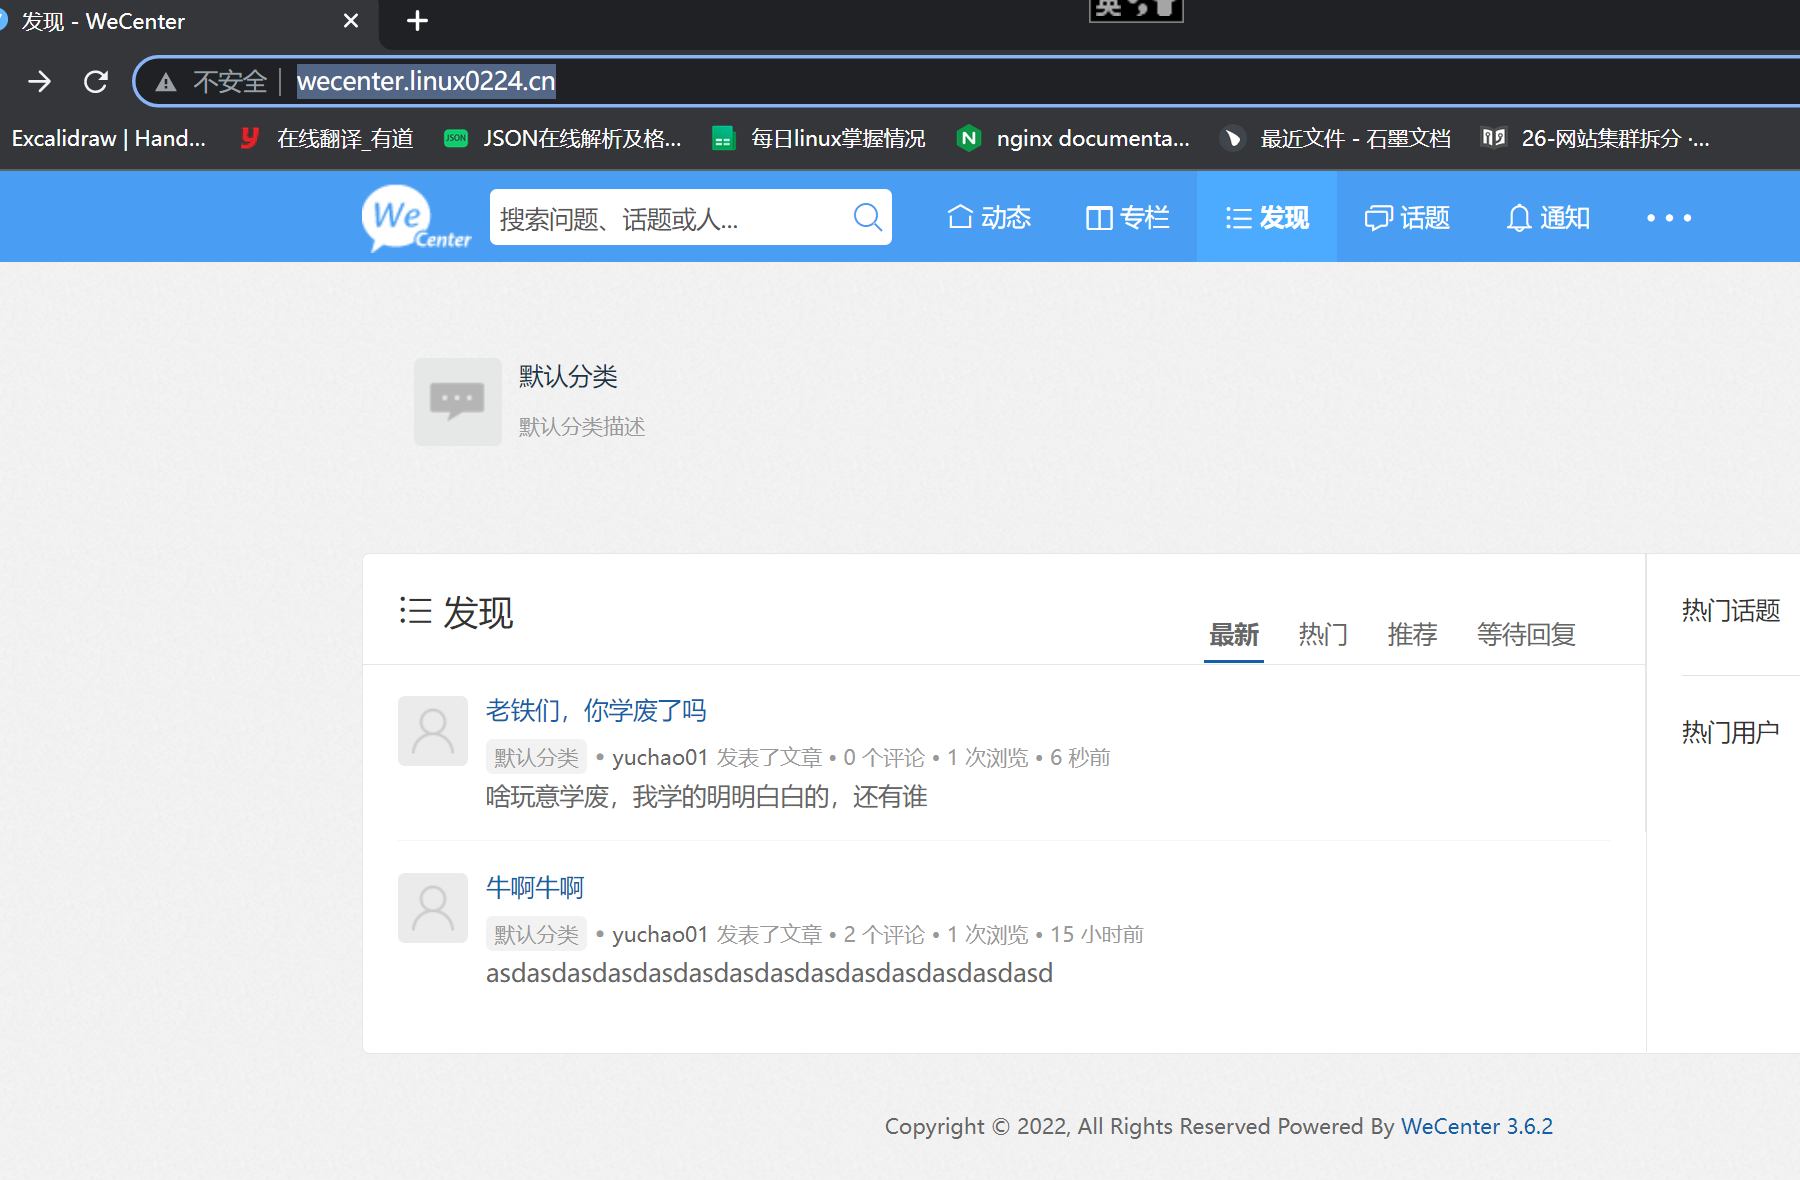 发现 - WeCenter
英
不安全 wecenter.linux0224.cn
Excalidraw | Hand... 在线翻译_有道 JSON在线解析及格... 每日linux掌握情况 nginx documenta... 最近文件 - 石墨文档 26-网站集群拆分 ·...
We Center 搜索问题、话题或人... 动态 专栏 发现 话题 通知
默认分类
默认分类描述
发现 最新 热门 推荐 等待回复
热门话题
老铁们，你学废了吗
热门用户
默认分类 • yuchao01 发表了文章 • 0 个评论 • 1 次浏览 • 6 秒前
啥玩意学废，我学的明明白白的，还有谁
牛啊牛啊
默认分类 • yuchao01 发表了文章 • 2 个评论 • 1 次浏览 • 15 小时前
asdasdasdasdasdasdasdasdasdasdasdasdasdasd
Copyright © 2022, All Rights Reserved Powered By WeCenter 3.6.2